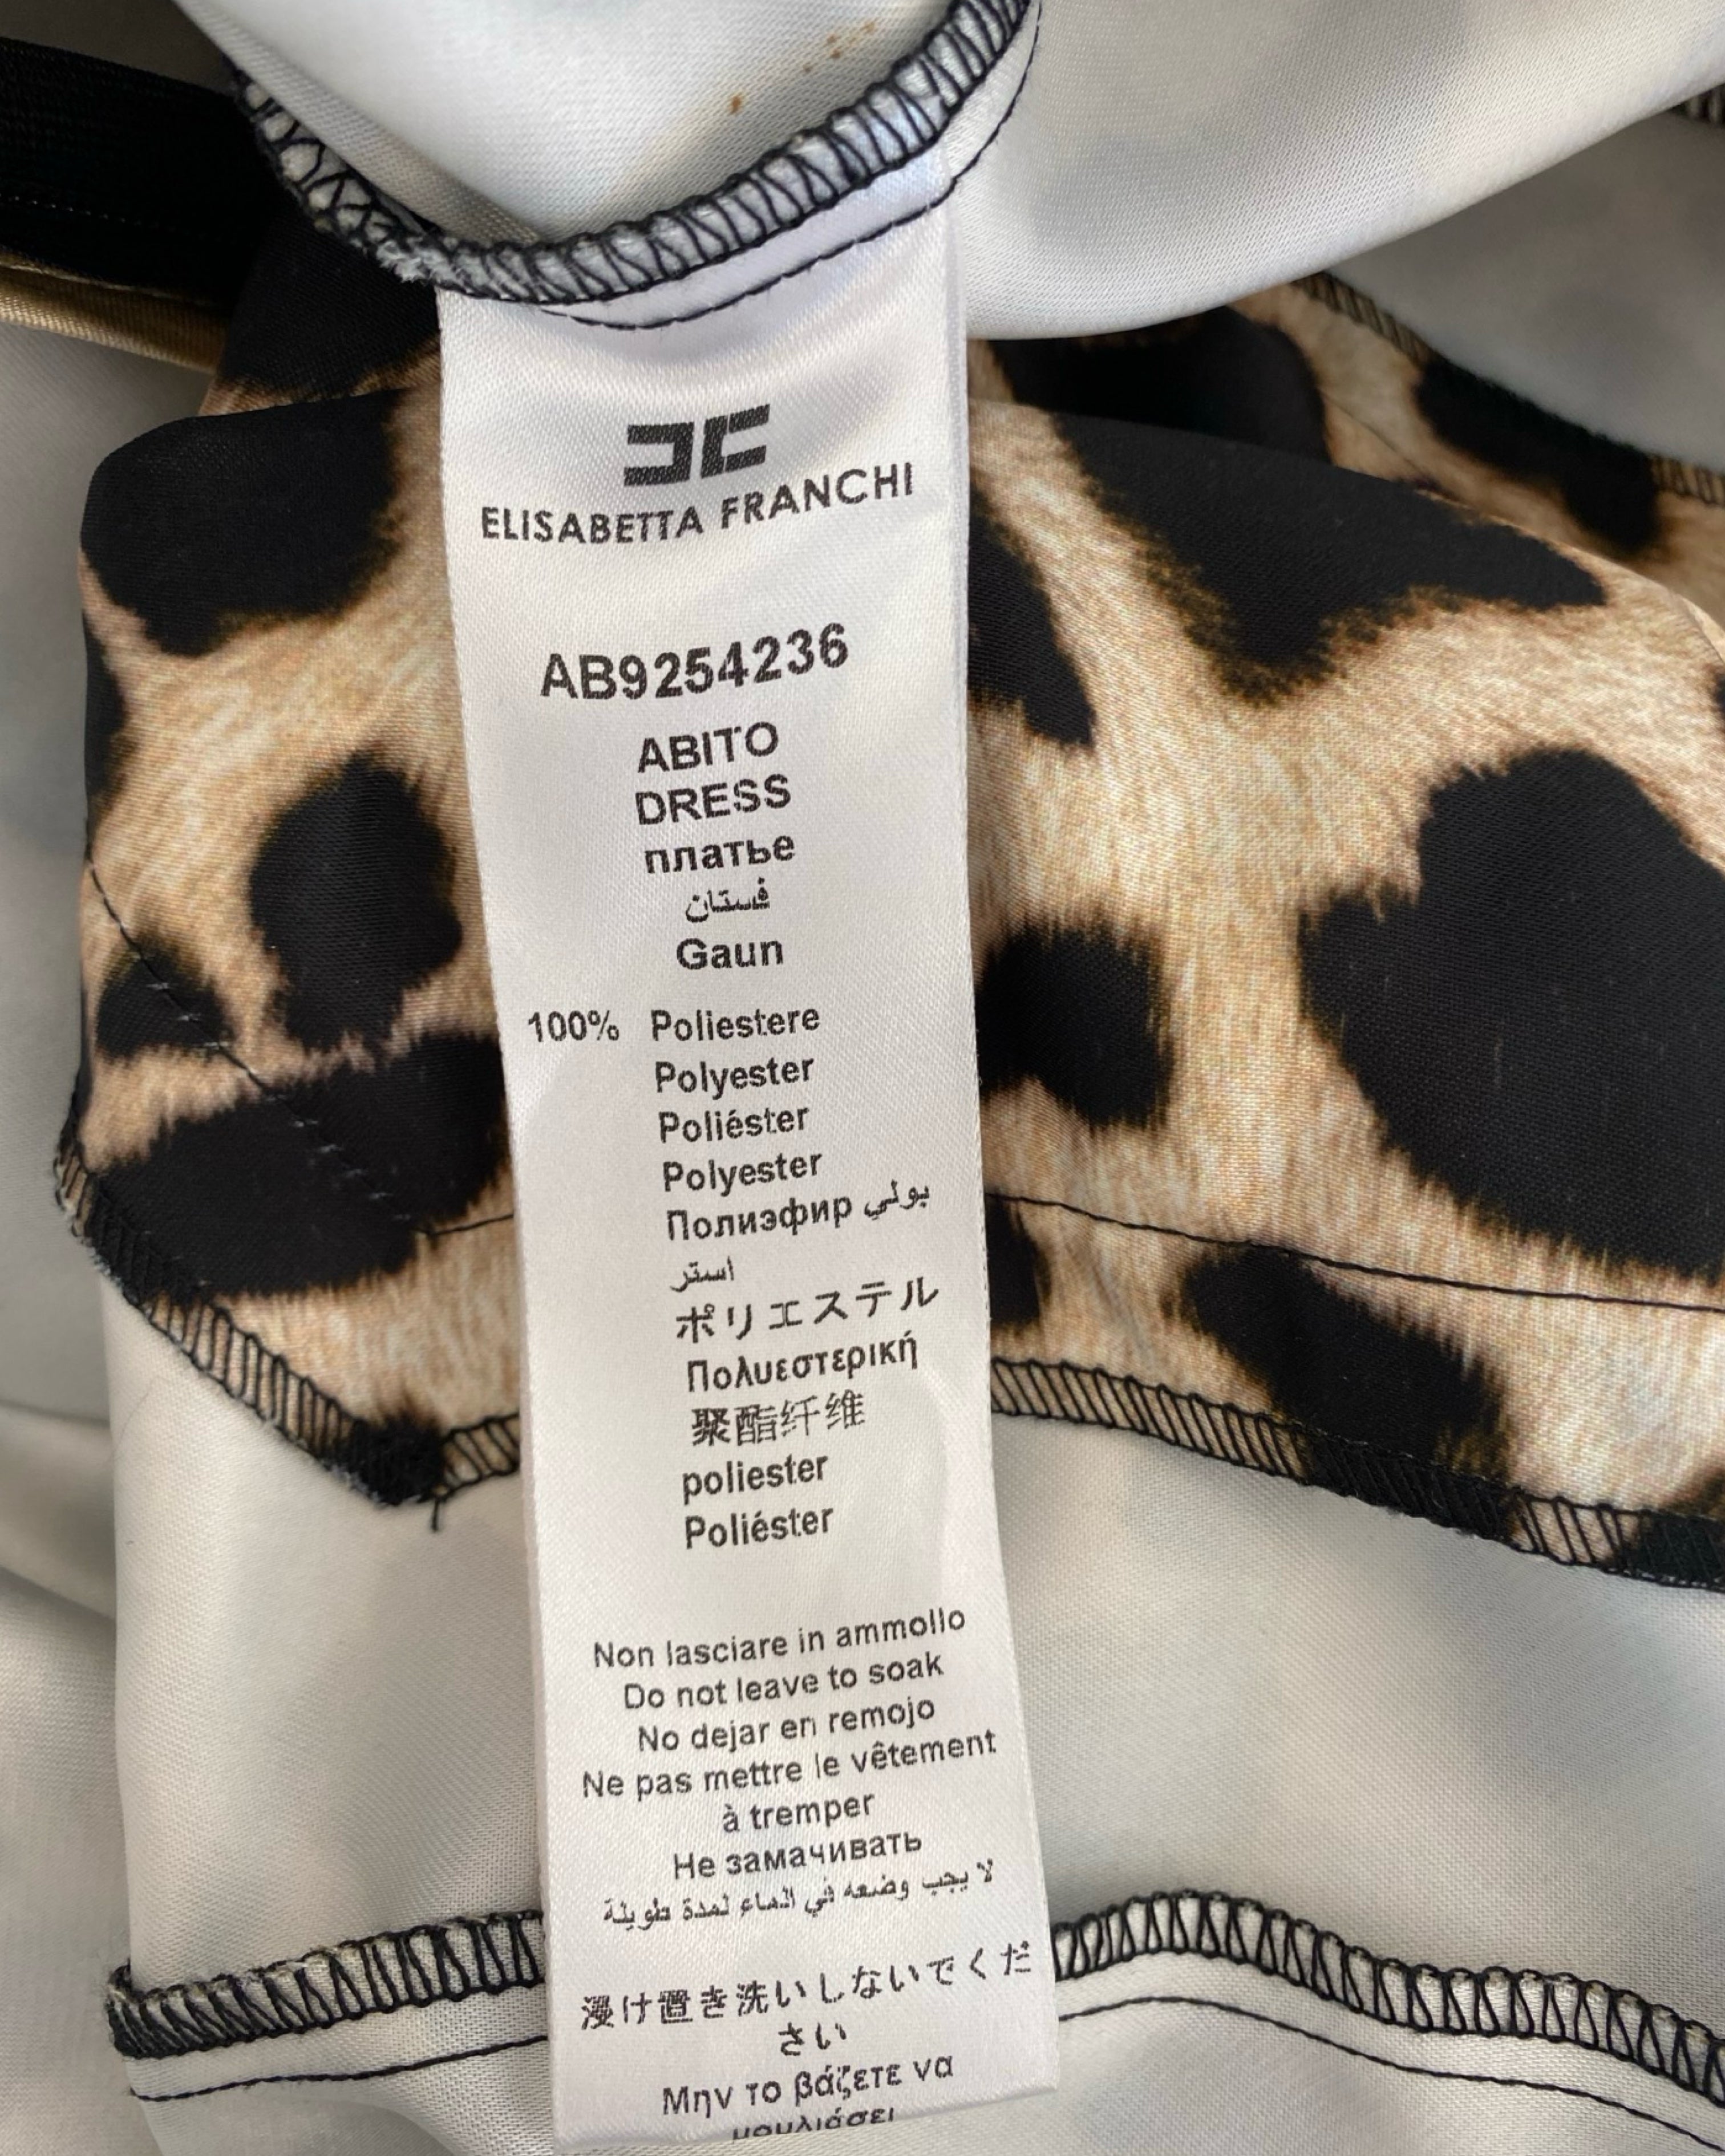 ELISABETTA FRANCHI
AB9254236
ABITO
DRESS
платье
فستان
Gaun
100% Poliestere
Polyester
Poliéster
Polyester
Полиэфир بولي
استر
ポリエステル
Πολυεστερική
聚酯纤维
poliester
Poliéster
Non lasciare in ammollo
Do not leave to soak
No dejar en remojo
Ne pas mettre le vêtement
à tremper
Не замачивать
لا يجب وضعه في الماء لمدة طويلة
浸け置き洗いしないでくだ
さい
Μην το βάζετε να
μουλιάσει